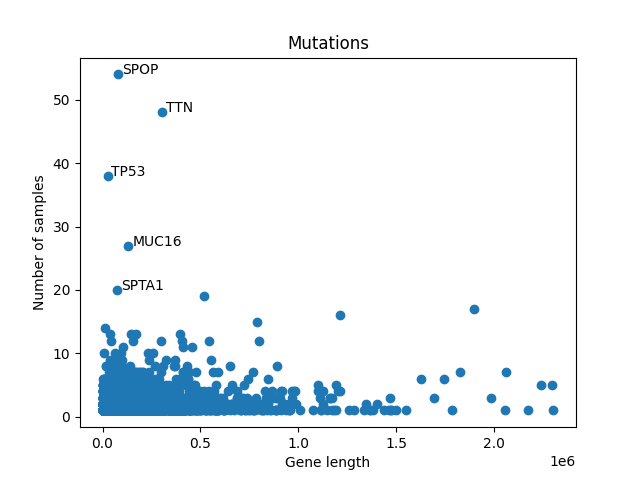 Mutations
SPOP
TTN
TP53
MUC16
SPTA1
Number of samples
50
40
30
20
10
0
0.0 0.5 1.0 1.5 2.0
1e6
Gene length